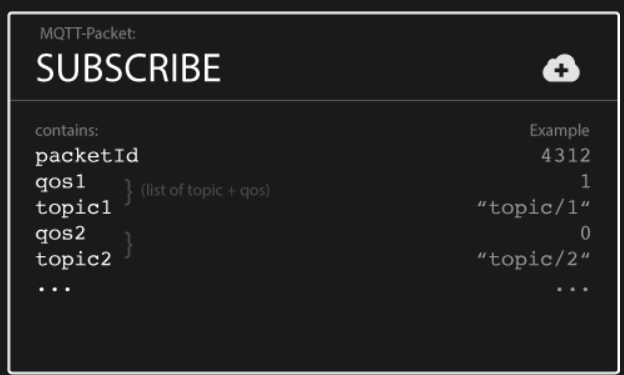 MQTT-Packet:
SUBSCRIBE
contains: Example
packetId 4312
qos1 1
(list of topic + qos)
topic1 “topic/1“
qos2 0
topic2 “topic/2“
... ...